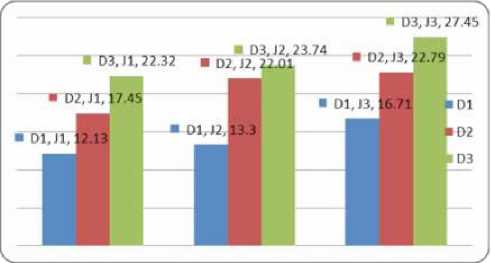 D3, J3, 27.45
D3, J2, 23.74
D3, J1, 22.32
D2, J2, 22.01
D2, J3, 22.79
D2, J1, 17.45
D1, J3, 16.71
D1
D1, J1, 12.13
D1, J2, 13.3
D2
D3